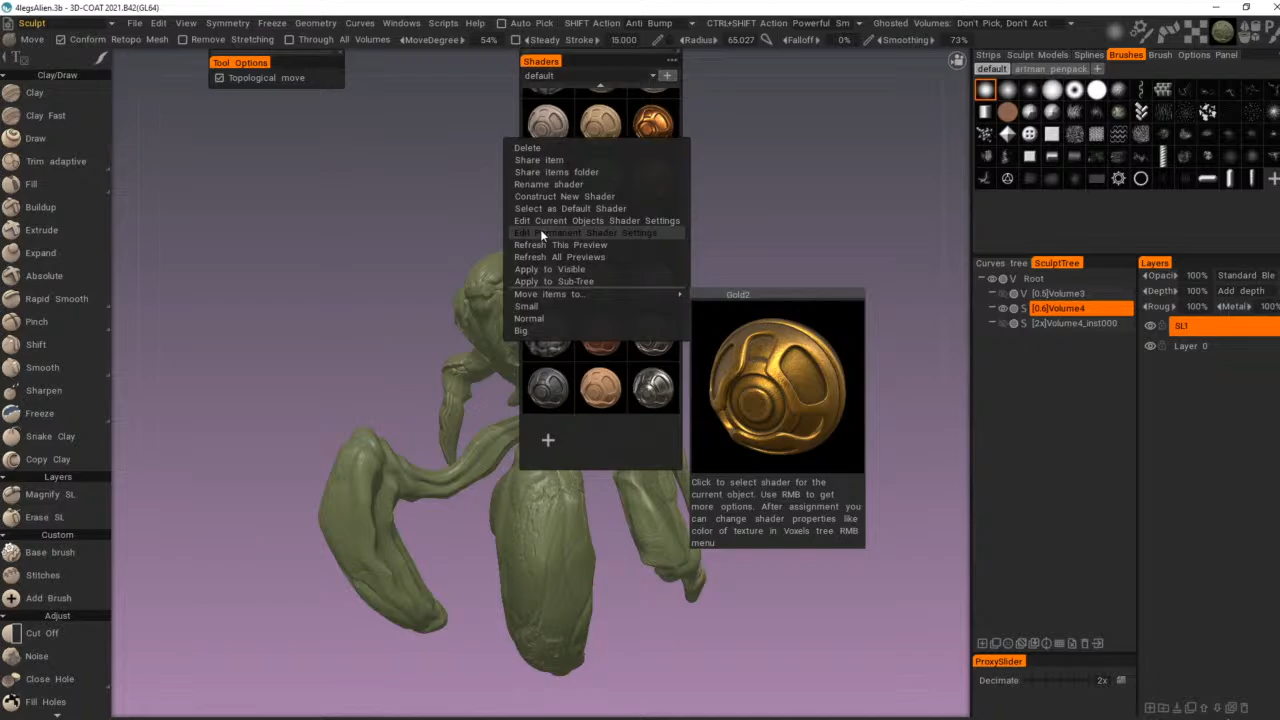 4legsAlien.3b - 3D-COAT 2021.B42(GL64)
Sculpt File Edit View Symmetry Freeze Geometry Curves Windows Scripts Help Auto Pick SHIFT Action Anti Bump CTRL+SHIFT Action Powerful Sm Ghosted Volumes: Don't Pick, Don't Act
Move Conform Retopo Mesh Remove Stretching Through All Volumes MoveDegree 54% Steady Stroke 15.000 Radius 65.027 Falloff 0% Smoothing 73%
Tool Options
Topological move
Clay/Draw
Clay
Clay Fast
Draw
Trim adaptive
Fill
Buildup
Extrude
Expand
Absolute
Rapid Smooth
Pinch
Shift
Smooth
Sharpen
Freeze
Snake Clay
Copy Clay
Layers
Magnify SL
Erase SL
Custom
Base brush
Stitches
Add Brush
Adjust
Cut Off
Noise
Close Hole
Fill Holes
Shaders
default
Delete
Share item
Share items folder
Rename shader
Construct New Shader
Select as Default Shader
Edit Current Objects Shader Settings
Edit Permanent Shader Settings
Refresh This Preview
Refresh All Previews
Apply to Visible
Apply to Sub-Tree
Move items to...
Small
Normal
Big
Gold2
Click to select shader for the
current object. Use RMB to get
more options. After assignment you
can change shader properties like
color of texture in Voxels tree RMB
menu
Strips Sculpt Models Splines Brushes Brush Options Panel
default artman penpack
Curves tree SculptTree
V Root
V [0.5]Volume3
S [0.6]Volume4
S [2x]Volume4_inst000
ProxySlider
Decimate 2x
Layers
Opaci 100% Standard Ble
Depth 100% Add depth
Roug 100% Metal 100%
SL1
Layer 0